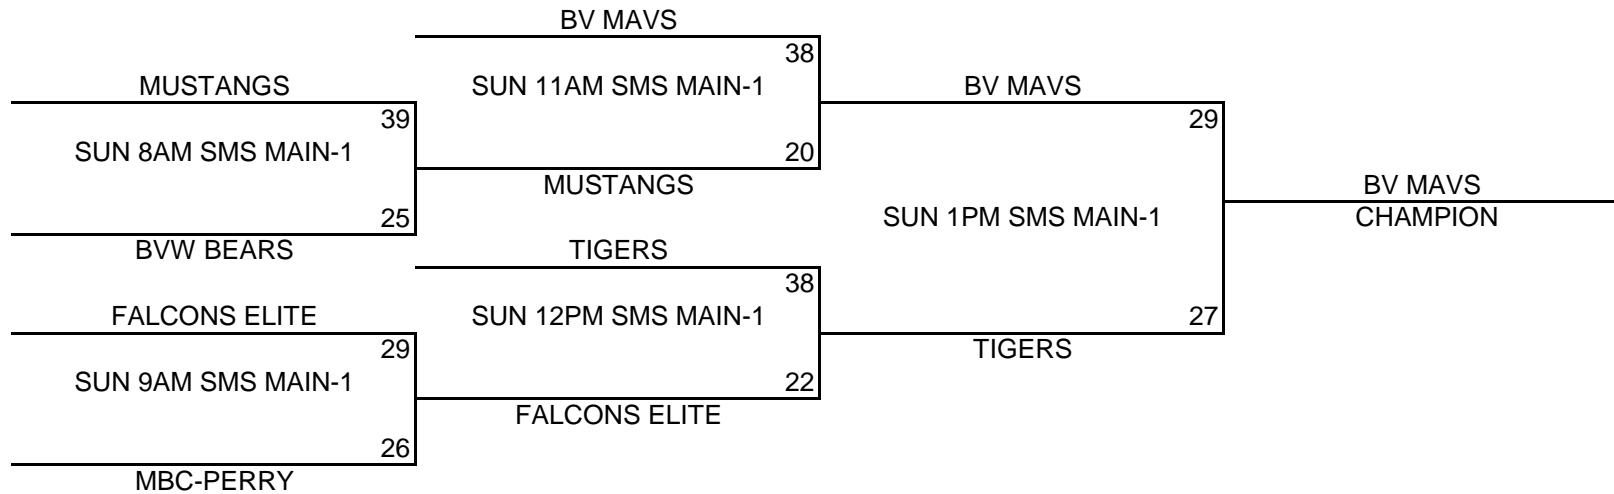 BV MAVS
38
MUSTANGS
SUN 11AM SMS MAIN-1
BV MAVS
39
29
SUN 8AM SMS MAIN-1
20
MUSTANGS
BV MAVS
25
SUN 1PM SMS MAIN-1
CHAMPION
BVW BEARS
TIGERS
38
FALCONS ELITE
SUN 12PM SMS MAIN-1
27
29
TIGERS
SUN 9AM SMS MAIN-1
22
FALCONS ELITE
26
MBC-PERRY